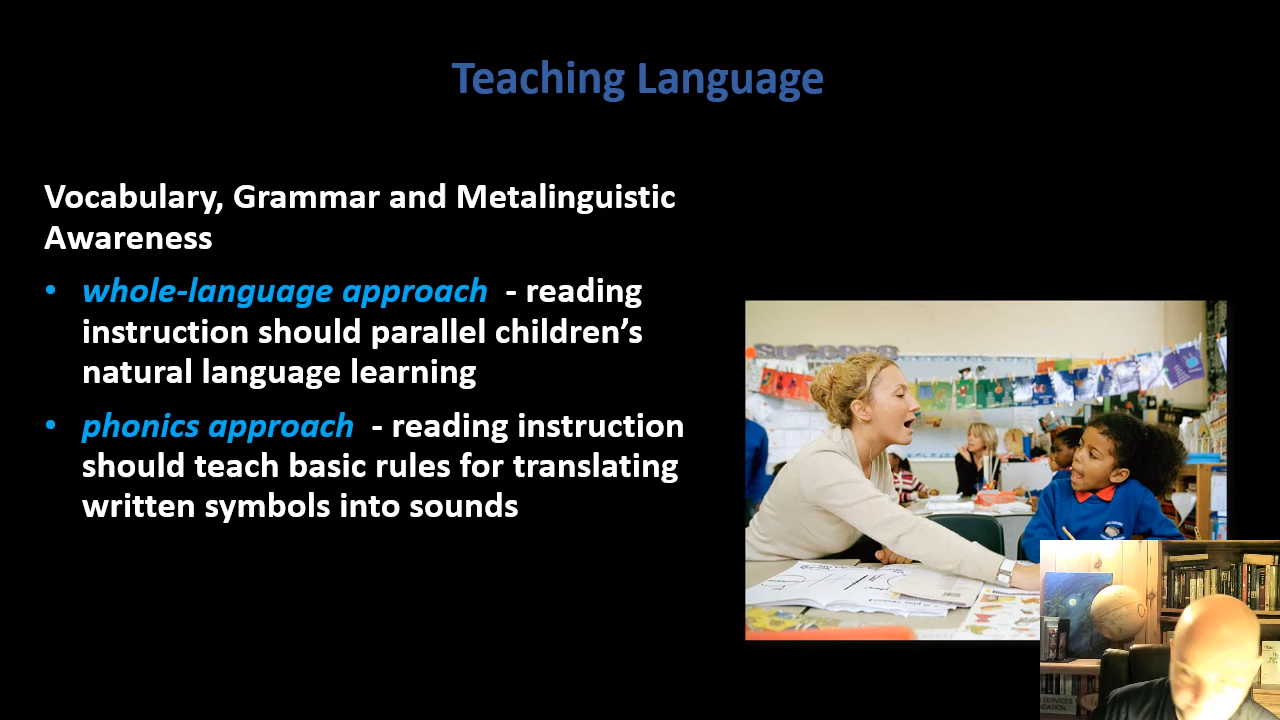 Teaching Language
Vocabulary, Grammar and Metalinguistic
Awareness
• whole-language approach - reading
instruction should parallel children’s
natural language learning
• phonics approach - reading instruction
should teach basic rules for translating
written symbols into sounds
success